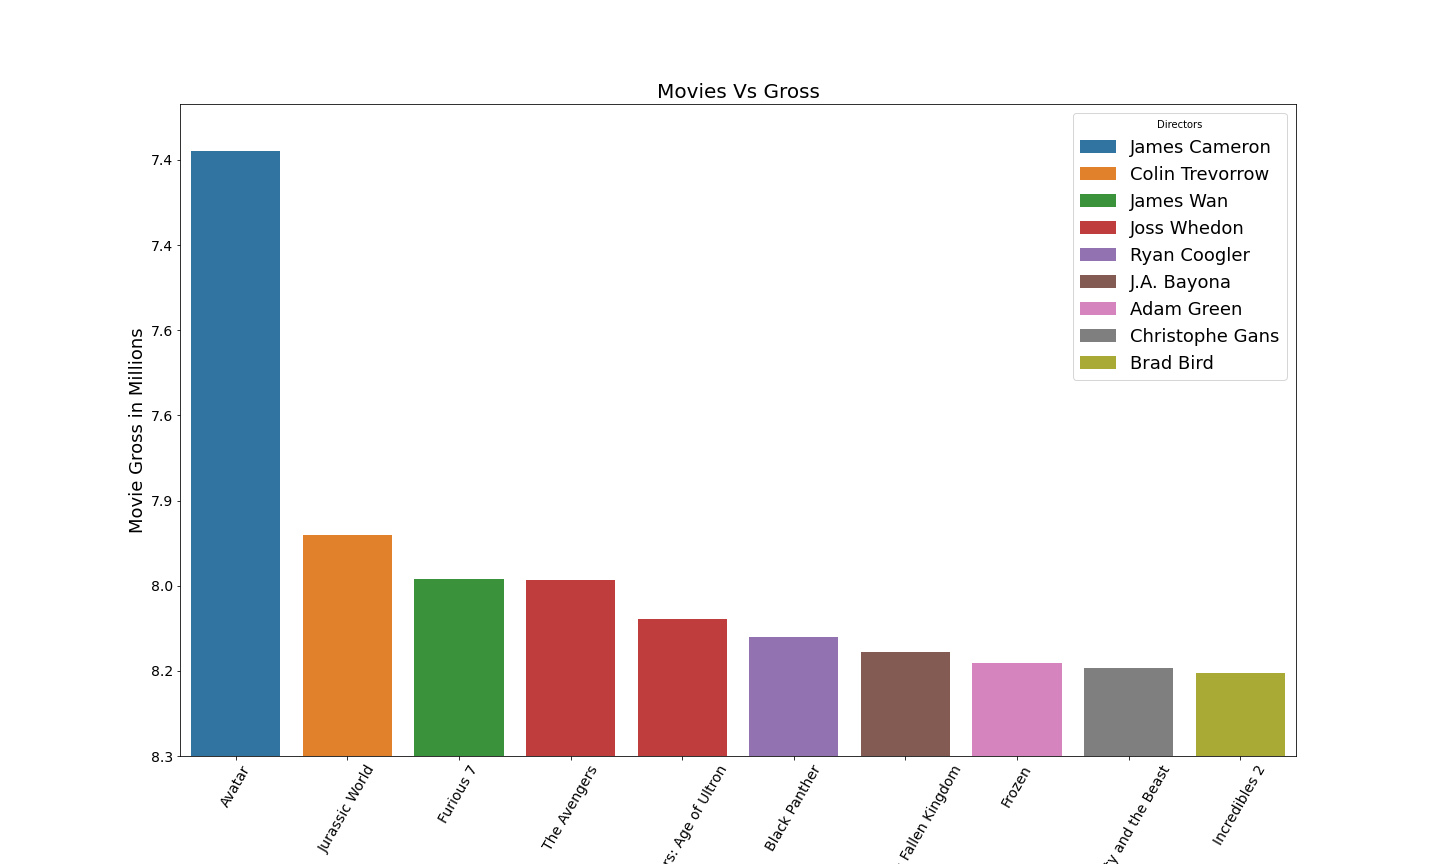 Movies Vs Gross
Directors
James Cameron
Colin Trevorrow
James Wan
Joss Whedon
Ryan Coogler
J.A. Bayona
Adam Green
Christophe Gans
Brad Bird
Movie Gross in Millions
7.4
7.4
7.6
7.6
7.9
8.0
8.2
8.3
Avatar
Jurassic World
Furious 7
The Avengers
rs: Age of Ultron
Black Panther
Fallen Kingdom
Frozen
ty and the Beast
Incredibles 2